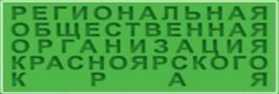 РЕГИОНАЛЬНАЯ
ОБЩЕСТВЕННАЯ
ОРГАНИЗАЦИЯ
КРАСНОЯРСКОГО
КРАЯ